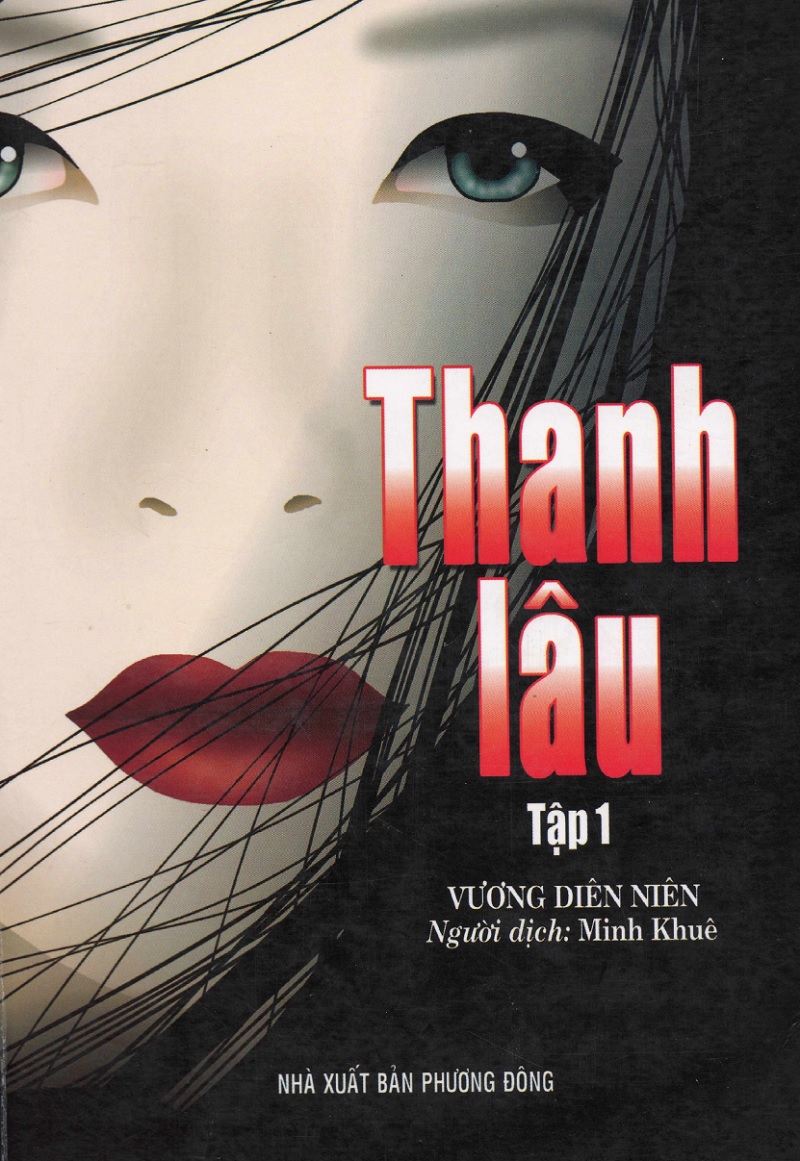 Thanh
lâu
Tập 1
VƯƠNG DIÊN NIÊN
Người dịch: Minh Khuê
NHÀ XUẤT BẢN PHƯƠNG ĐÔNG